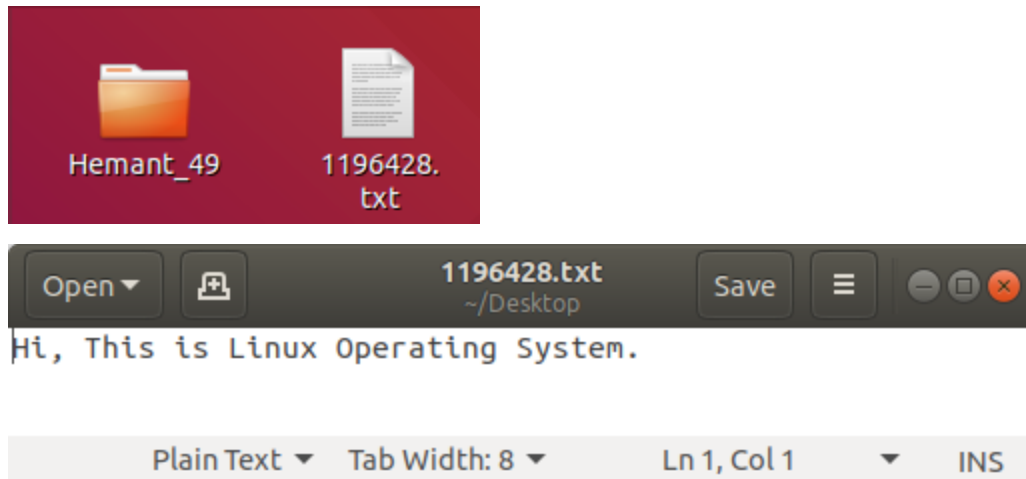 Hemant_49
1196428.
txt
Open
1196428.txt
~/Desktop
Save
Hi, This is Linux Operating System.
Plain Text Tab Width: 8 Ln 1, Col 1 INS